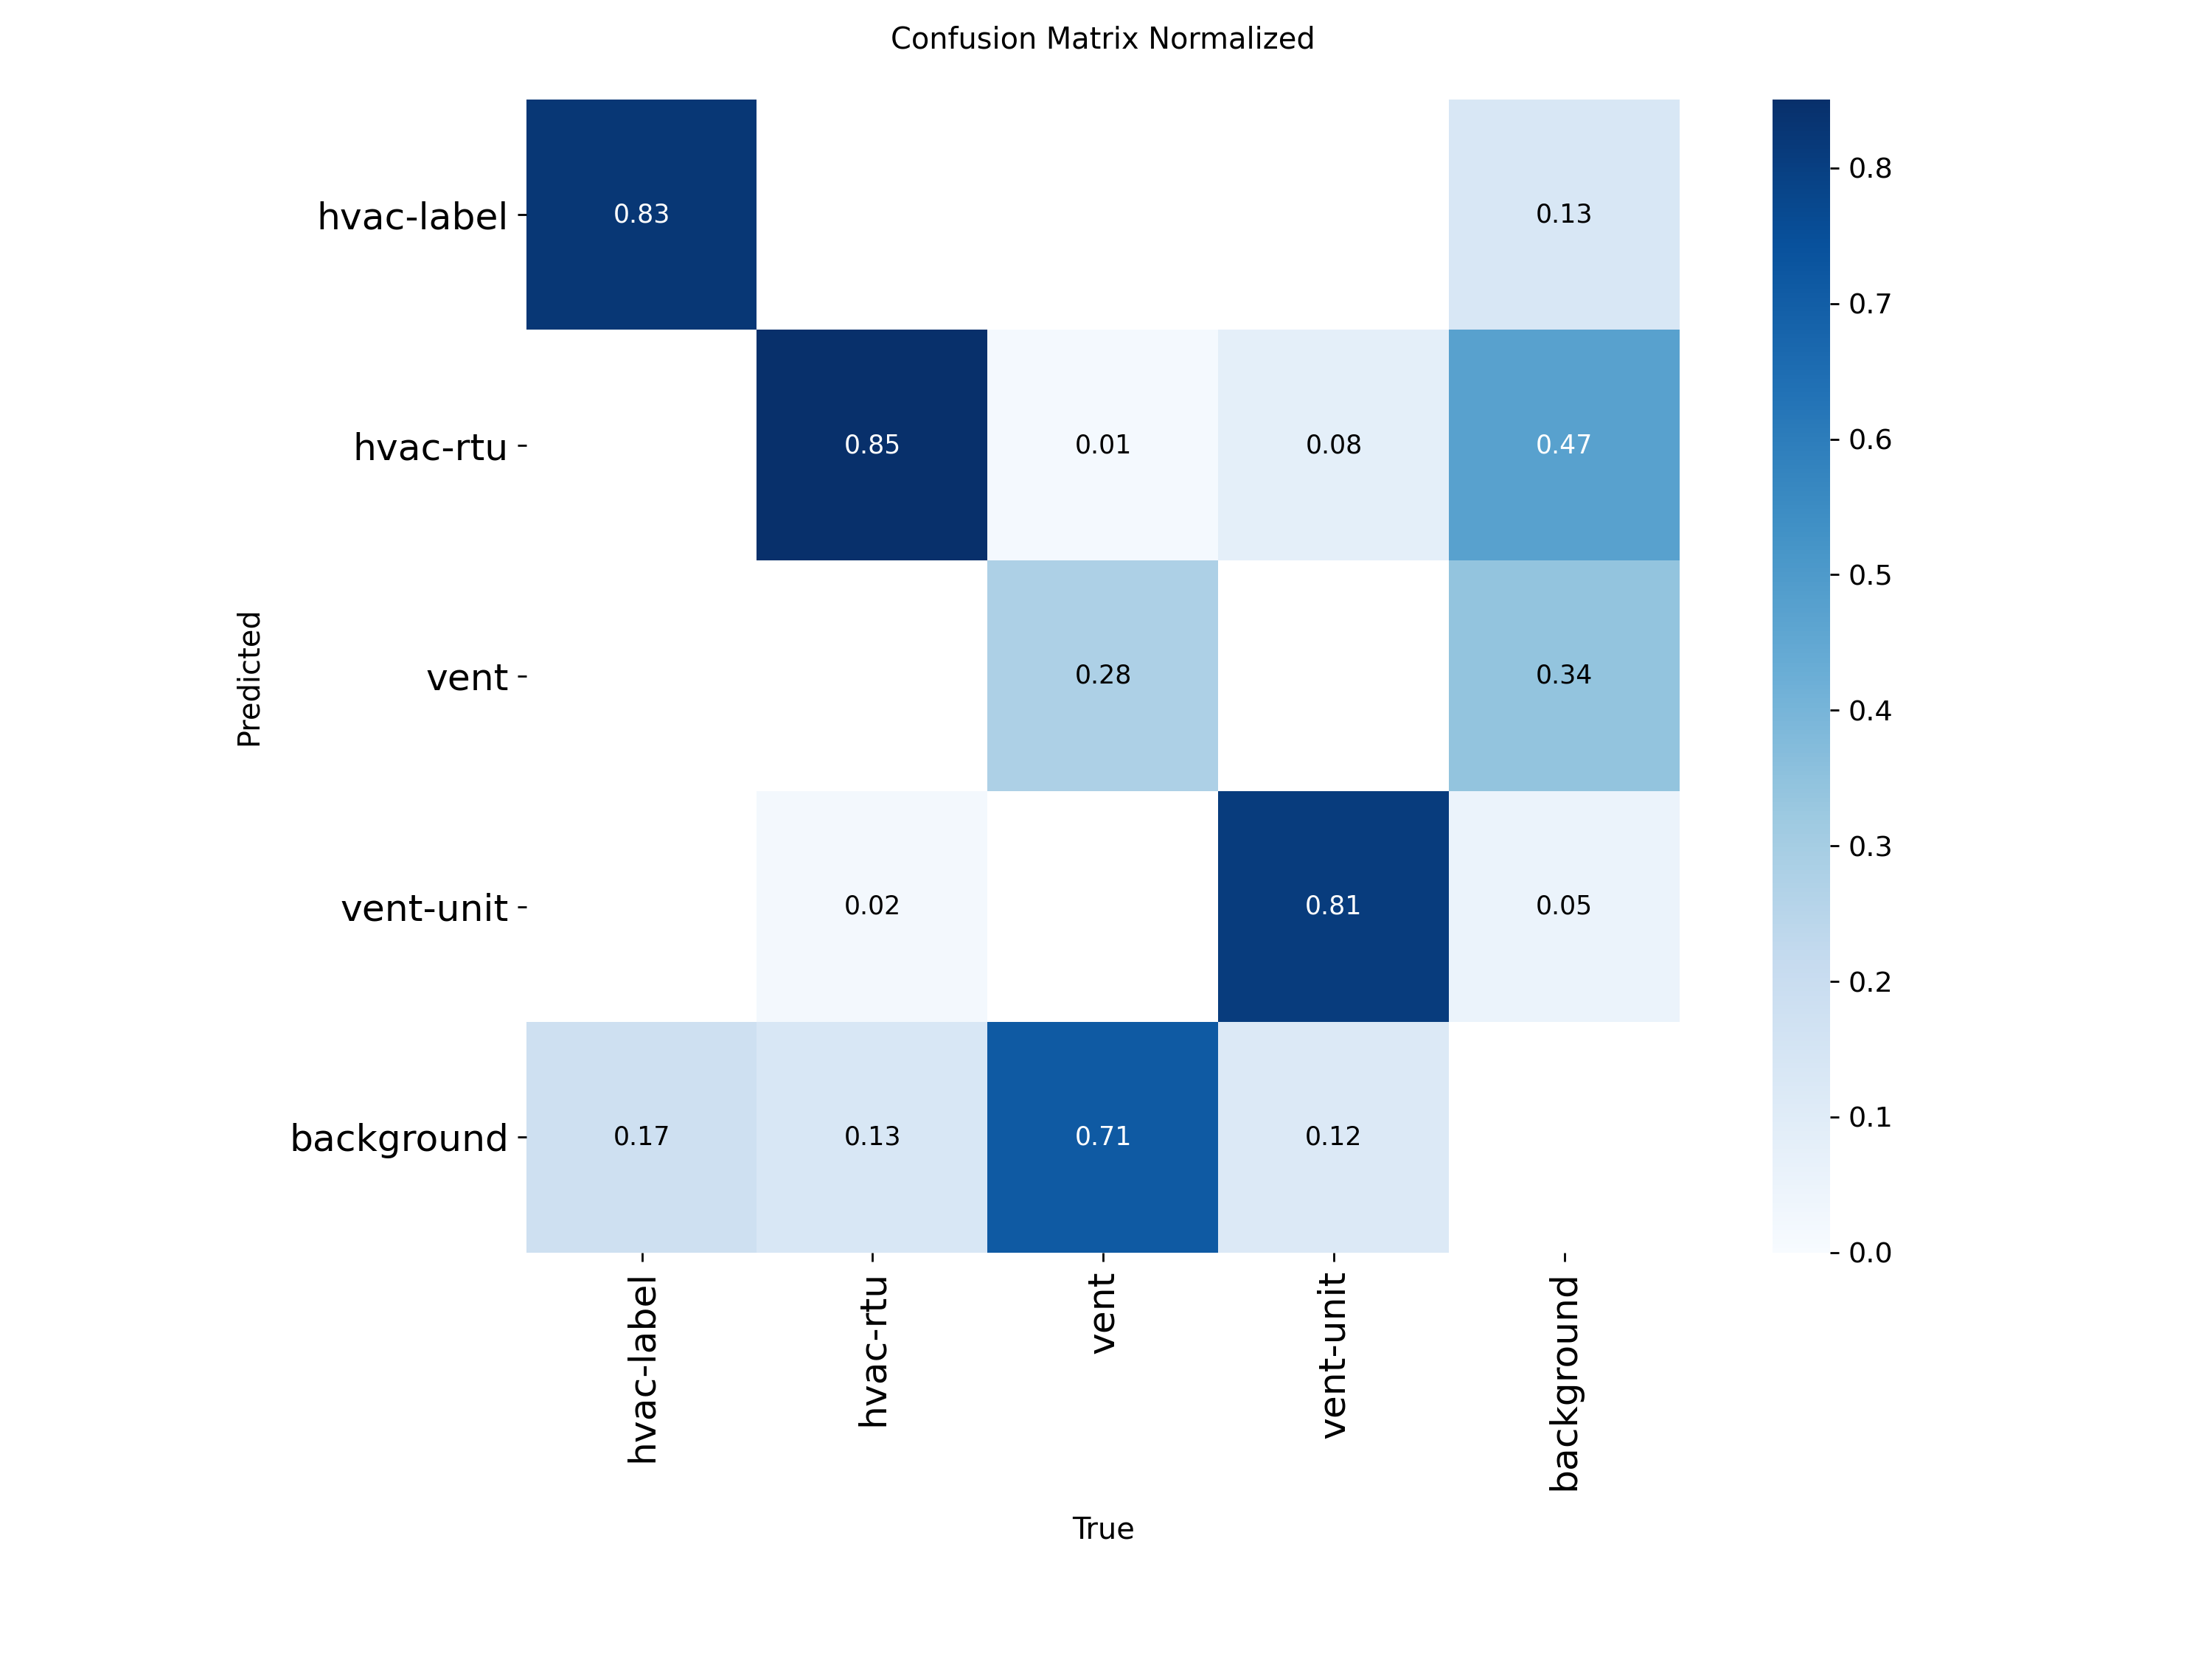 Confusion Matrix Normalized
hvac-label
0.83
0.13
0.8
0.7
hvac-rtu
0.85
0.01
0.08
0.47
0.6
0.5
Predicted
vent
0.28
0.34
0.4
0.3
vent-unit
0.02
0.81
0.05
0.2
background
0.17
0.13
0.71
0.12
0.1
0.0
hvac-label
hvac-rtu
vent
vent-unit
background
True